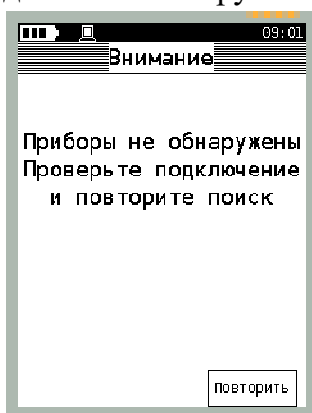 09:01
Внимание
Приборы не обнаружены
Проверьте подключение
и повторите поиск
Повторить